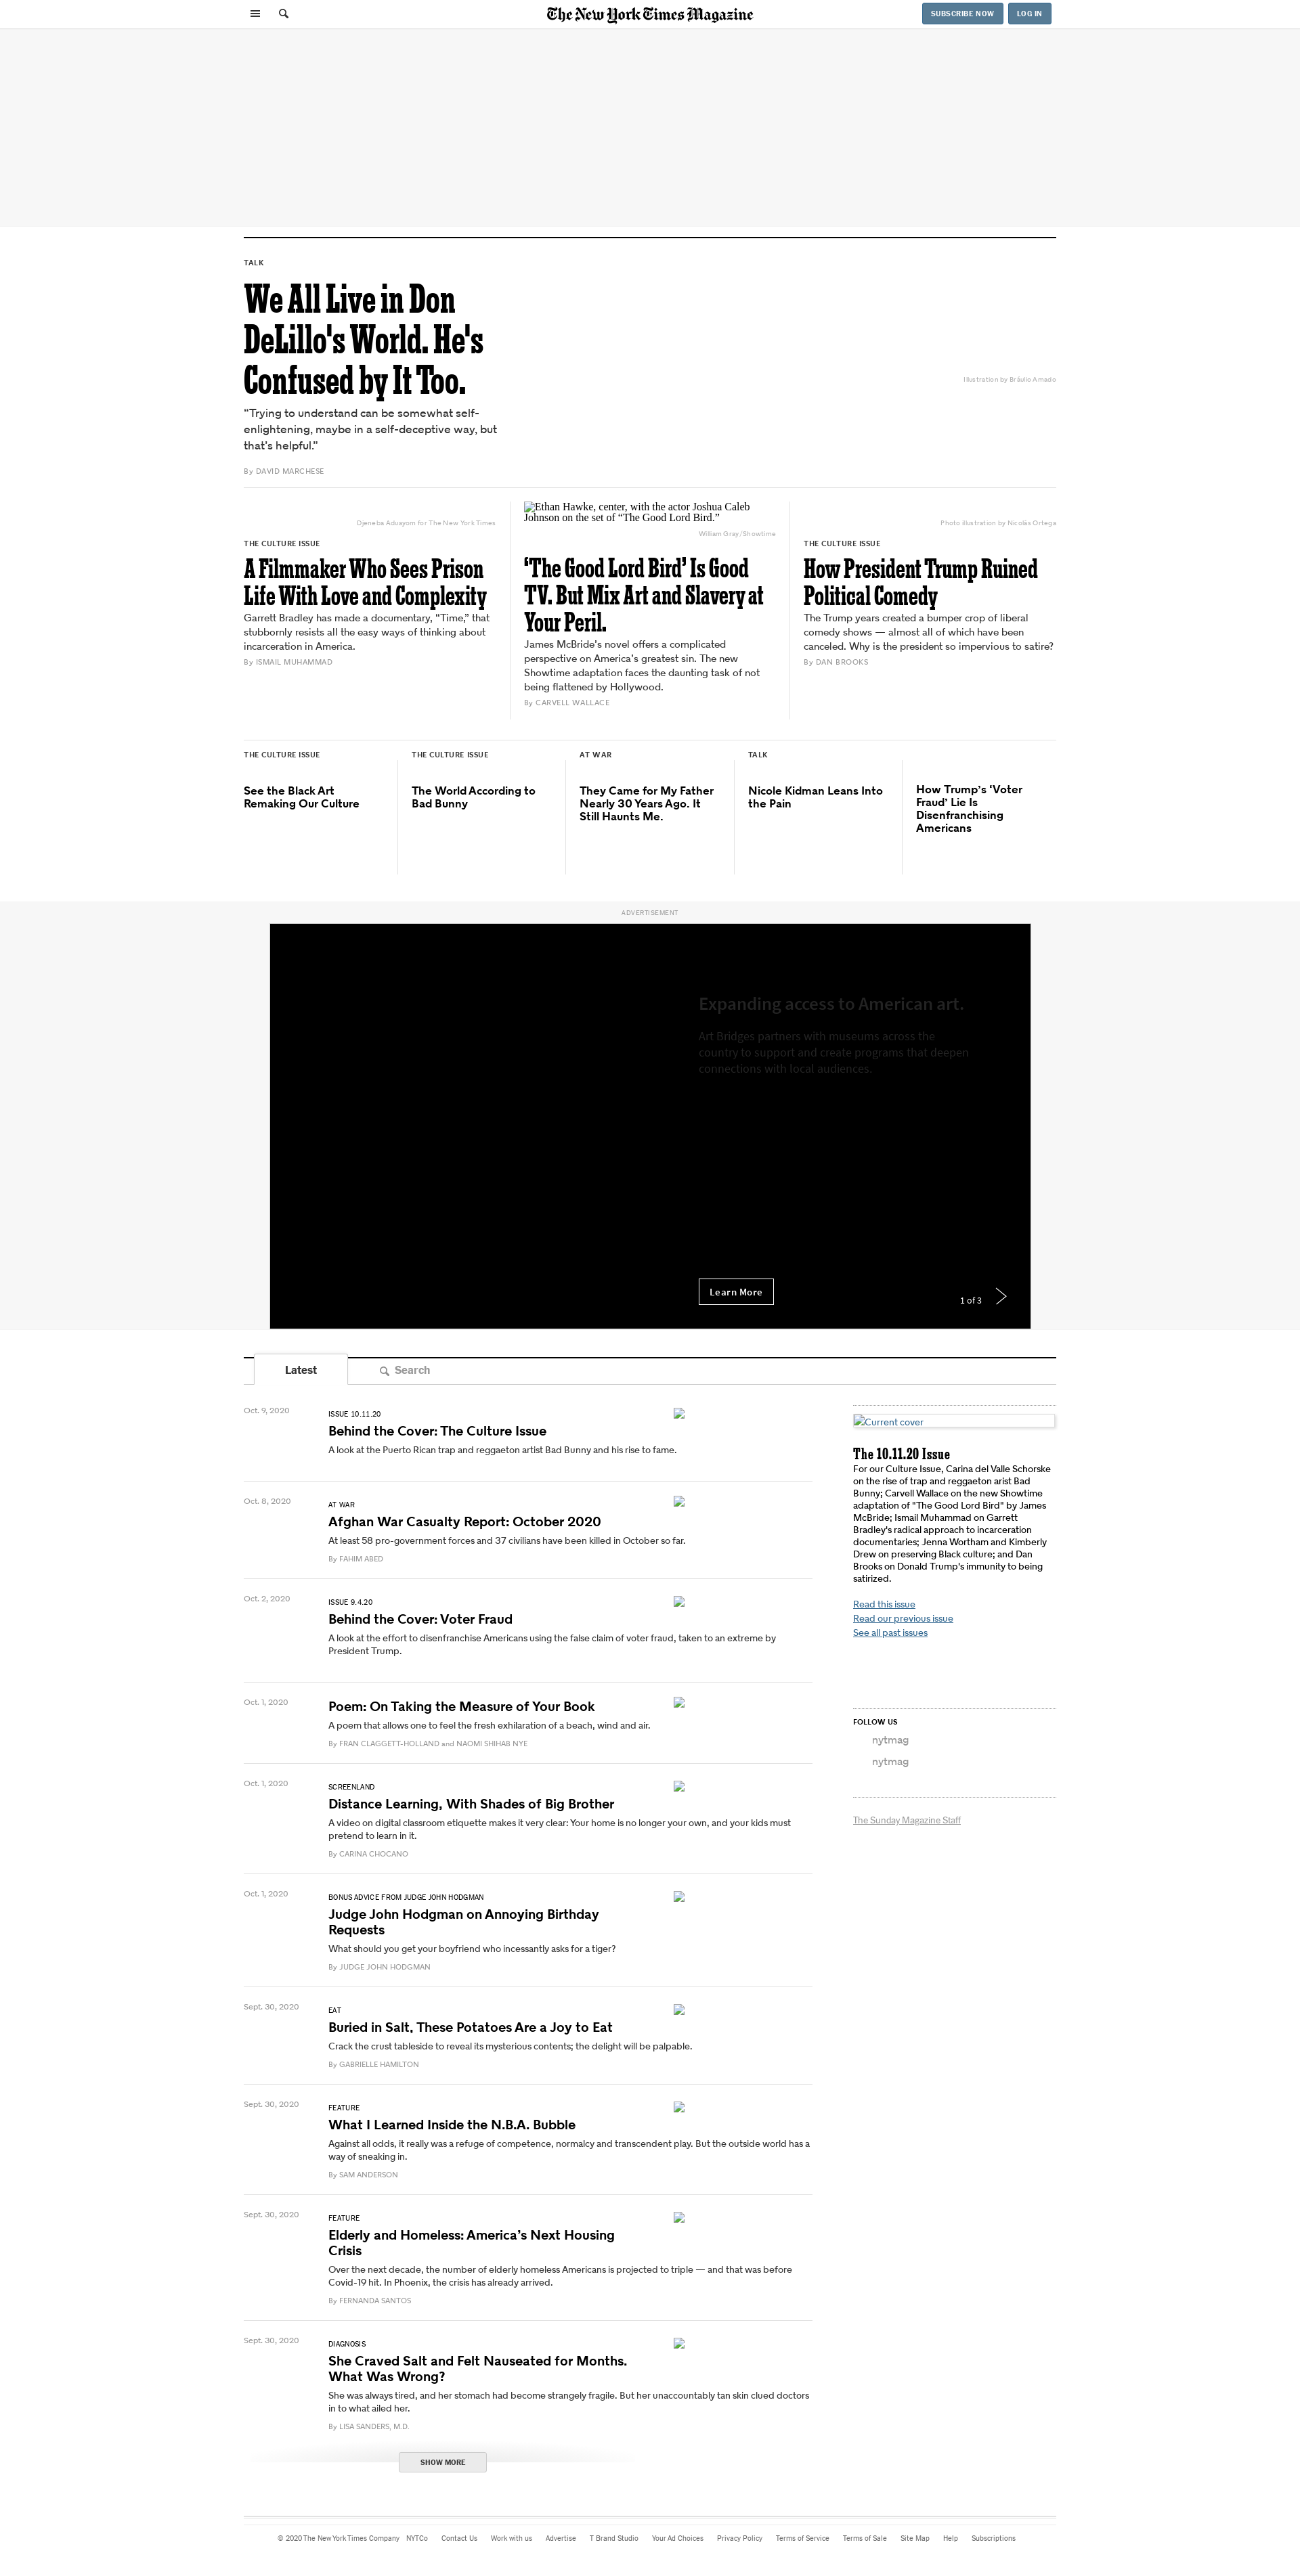 The New York Times Magazine
SUBSCRIBE NOW
LOG IN
TALK
We All Live in Don
DeLillo's World. He's
Confused by It Too.
“Trying to understand can be somewhat self-
enlightening, maybe in a self-deceptive way, but
that’s helpful.”
By DAVID MARCHESE
Illustration by Bráulio Amado
Djeneba Aduayom for The New York Times
THE CULTURE ISSUE
A Filmmaker Who Sees Prison
Life With Love and Complexity
Garrett Bradley has made a documentary, “Time,” that
stubbornly resists all the easy ways of thinking about
incarceration in America.
By ISMAIL MUHAMMAD
Ethan Hawke, center, with the actor Joshua Caleb
Johnson on the set of “The Good Lord Bird.”
William Gray/Showtime
‘The Good Lord Bird’ Is Good
TV. But Mix Art and Slavery at
Your Peril.
James McBride’s novel offers a complicated
perspective on America’s greatest sin. The new
Showtime adaptation faces the daunting task of not
being flattened by Hollywood.
By CARVELL WALLACE
Photo illustration by Nicolás Ortega
THE CULTURE ISSUE
How President Trump Ruined
Political Comedy
The Trump years created a bumper crop of liberal
comedy shows — almost all of which have been
canceled. Why is the president so impervious to satire?
By DAN BROOKS
THE CULTURE ISSUE
See the Black Art
Remaking Our Culture
THE CULTURE ISSUE
The World According to
Bad Bunny
AT WAR
They Came for My Father
Nearly 30 Years Ago. It
Still Haunts Me.
TALK
Nicole Kidman Leans Into
the Pain
How Trump’s ‘Voter
Fraud’ Lie Is
Disenfranchising
Americans
ADVERTISEMENT
Expanding access to American art.
Art Bridges partners with museums across the
country to support and create programs that deepen
connections with local audiences.
Learn More
1 of 3
Latest
Search
Oct. 9, 2020
ISSUE 10.11.20
Behind the Cover: The Culture Issue
A look at the Puerto Rican trap and reggaeton artist Bad Bunny and his rise to fame.
Oct. 8, 2020
AT WAR
Afghan War Casualty Report: October 2020
At least 58 pro-government forces and 37 civilians have been killed in October so far.
By FAHIM ABED
Oct. 2, 2020
ISSUE 9.4.20
Behind the Cover: Voter Fraud
A look at the effort to disenfranchise Americans using the false claim of voter fraud, taken to an extreme by
President Trump.
Oct. 1, 2020
Poem: On Taking the Measure of Your Book
A poem that allows one to feel the fresh exhilaration of a beach, wind and air.
By FRAN CLAGGETT-HOLLAND and NAOMI SHIHAB NYE
Oct. 1, 2020
SCREENLAND
Distance Learning, With Shades of Big Brother
A video on digital classroom etiquette makes it very clear: Your home is no longer your own, and your kids must
pretend to learn in it.
By CARINA CHOCANO
Oct. 1, 2020
BONUS ADVICE FROM JUDGE JOHN HODGMAN
Judge John Hodgman on Annoying Birthday
Requests
What should you get your boyfriend who incessantly asks for a tiger?
By JUDGE JOHN HODGMAN
Sept. 30, 2020
EAT
Buried in Salt, These Potatoes Are a Joy to Eat
Crack the crust tableside to reveal its mysterious contents; the delight will be palpable.
By GABRIELLE HAMILTON
Sept. 30, 2020
FEATURE
What I Learned Inside the N.B.A. Bubble
Against all odds, it really was a refuge of competence, normalcy and transcendent play. But the outside world has a
way of sneaking in.
By SAM ANDERSON
Sept. 30, 2020
FEATURE
Elderly and Homeless: America’s Next Housing
Crisis
Over the next decade, the number of elderly homeless Americans is projected to triple — and that was before
Covid-19 hit. In Phoenix, the crisis has already arrived.
By FERNANDA SANTOS
Sept. 30, 2020
DIAGNOSIS
She Craved Salt and Felt Nauseated for Months.
What Was Wrong?
She was always tired, and her stomach had become strangely fragile. But her unaccountably tan skin clued doctors
in to what ailed her.
By LISA SANDERS, M.D.
SHOW MORE
Current cover
The 10.11.20 Issue
For our Culture Issue, Carina del Valle Schorske
on the rise of trap and reggaeton arist Bad
Bunny; Carvell Wallace on the new Showtime
adaptation of "The Good Lord Bird" by James
McBride; Ismail Muhammad on Garrett
Bradley's radical approach to incarceration
documentaries; Jenna Wortham and Kimberly
Drew on preserving Black culture; and Dan
Brooks on Donald Trump's immunity to being
satirized.
Read this issue
Read our previous issue
See all past issues
FOLLOW US
nytmag
nytmag
The Sunday Magazine Staff
© 2020 The New York Times Company NYTCo Contact Us Work with us Advertise T Brand Studio Your Ad Choices Privacy Policy Terms of Service Terms of Sale Site Map Help Subscriptions